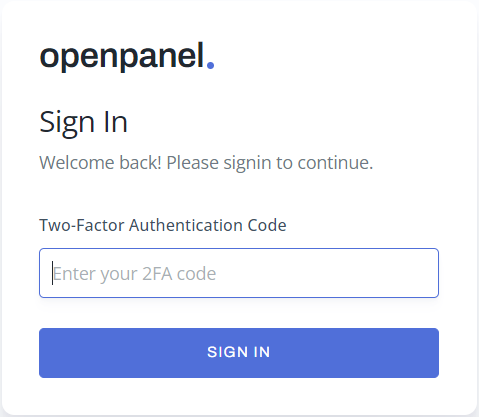 openpanel.
Sign In
Welcome back! Please signin to continue.
Two-Factor Authentication Code
Enter your 2FA code
SIGN IN